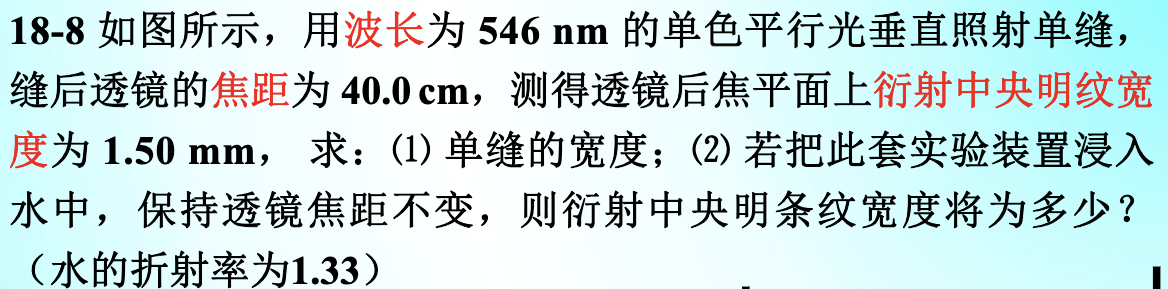 18-8 如图所示，用波长为 546 nm 的单色平行光垂直照射单缝，
缝后透镜的焦距为 40.0 cm，测得透镜后焦平面上衍射中央明纹宽
度为 1.50 mm， 求：⑴ 单缝的宽度；⑵ 若把此套实验装置浸入
水中，保持透镜焦距不变，则衍射中央明条纹宽度将为多少？
（水的折射率为1.33）